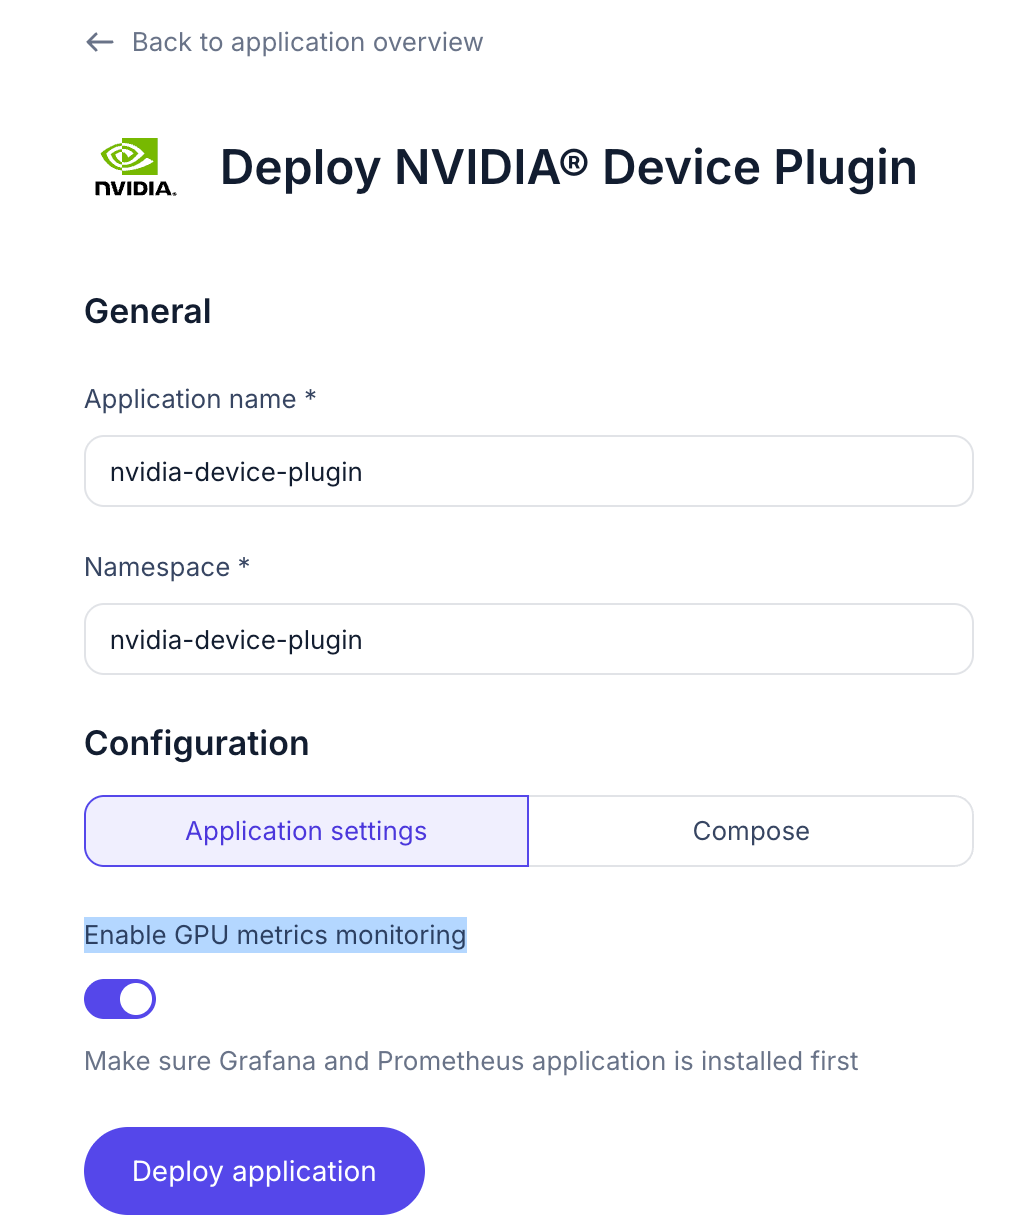 Back to application overview
nVIDIA.
Deploy NVIDIA® Device Plugin
General
Application name *
nvidia-device-plugin
Namespace *
nvidia-device-plugin
Configuration
Application settings
Compose
Enable GPU metrics monitoring
Make sure Grafana and Prometheus application is installed first
Deploy application